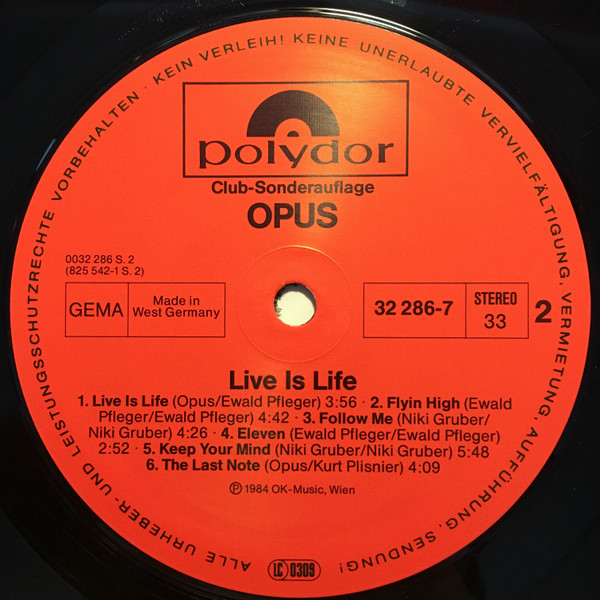 ALLE URHEBER- UND LEISTUNGSSCHUTZRECHTE VORBEHALTEN · KEIN VERLEIH! KEINE UNERLAUBTE VERVIELFÄLTIGUNG, VERMIETUNG, AUFFÜHRUNG, SENDUNG!
polydor
Club-Sonderauflage
OPUS
0032 286 S. 2
(825 542-1 S. 2)
GEMA
Made in
West Germany
32 286-7
STEREO
33
2
Live Is Life
1. Live Is Life (Opus/Ewald Pfleger) 3:56 · 2. Flyin High (Ewald
Pfleger/Ewald Pfleger) 4:42 · 3. Follow Me (Niki Gruber/
Niki Gruber) 4:26 · 4. Eleven (Ewald Pfleger/Ewald Pfleger)
2:52 · 5. Keep Your Mind (Niki Gruber/Niki Gruber) 5:48
6. The Last Note (Opus/Kurt Plisnier) 4:09
Ⓟ 1984 OK-Music, Wien
LC 0309